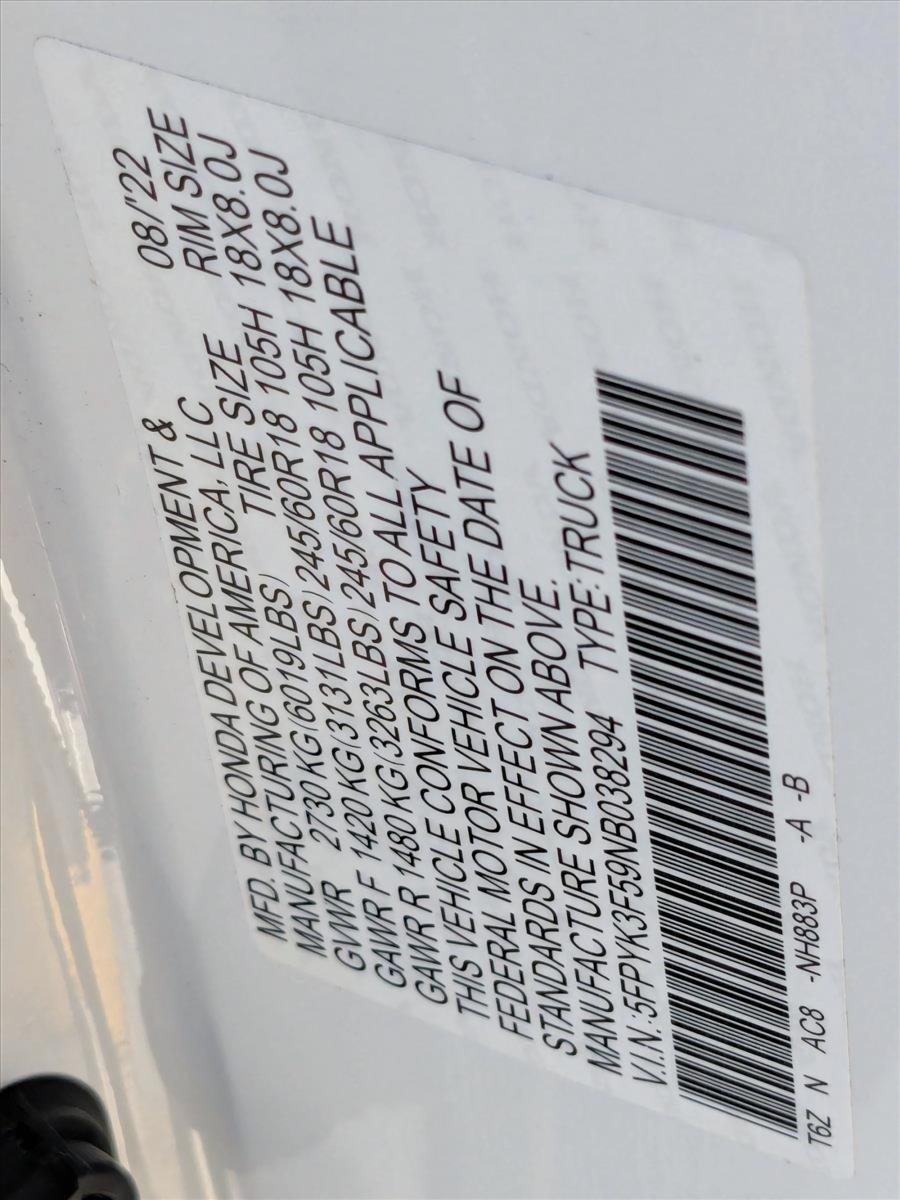 MFD. BY HONDA DEVELOPMENT & 08/'22
MANUFACTURING OF AMERICA, LLC RIM SIZE
GVWR 2730 KG(6019LBS) TIRE SIZE 18X8.0J
GAWR F 1420 KG(3131LBS) 245/60R18 105H 18X8.0J
GAWR R 1480 KG(3263LBS) 245/60R18 105H
THIS VEHICLE CONFORMS TO ALL APPLICABLE
FEDERAL MOTOR VEHICLE SAFETY
STANDARDS IN EFFECT ON THE DATE OF
MANUFACTURE SHOWN ABOVE.
V.I.N.:5FPYK3F59NB038294 TYPE:TRUCK
T6Z N AC8 -NH883P -A -B
HONDA